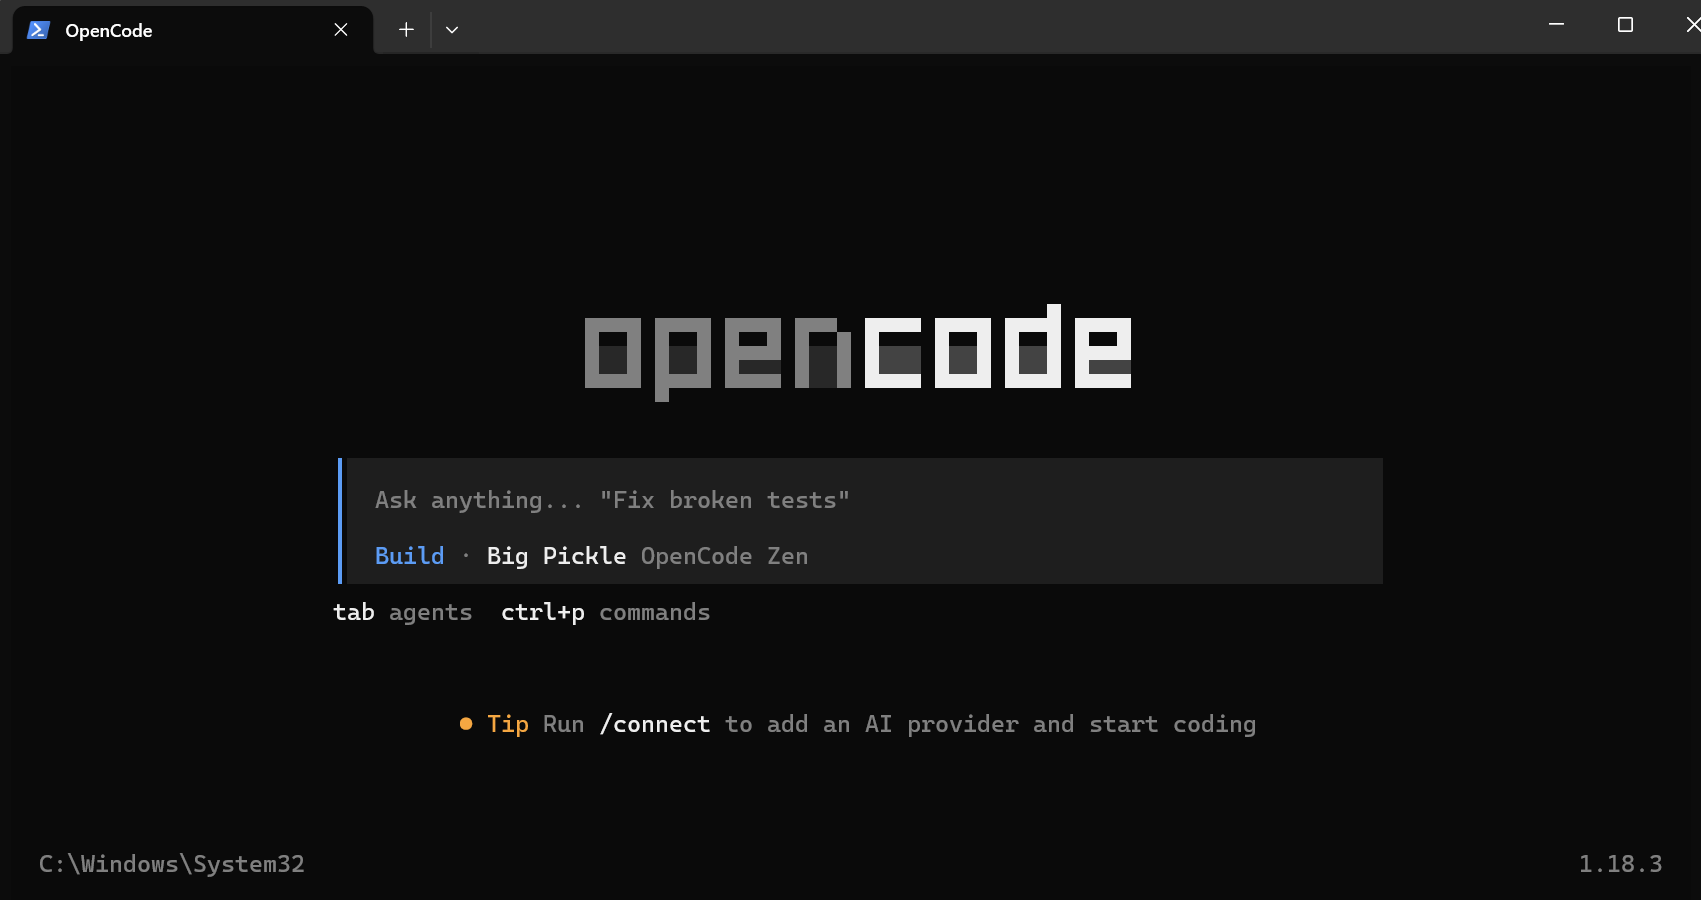 OpenCode
opencode
Ask anything... "Fix broken tests"
Build · Big Pickle OpenCode Zen
tab agents ctrl+p commands
● Tip Run /connect to add an AI provider and start coding
C:\Windows\System32
1.18.3